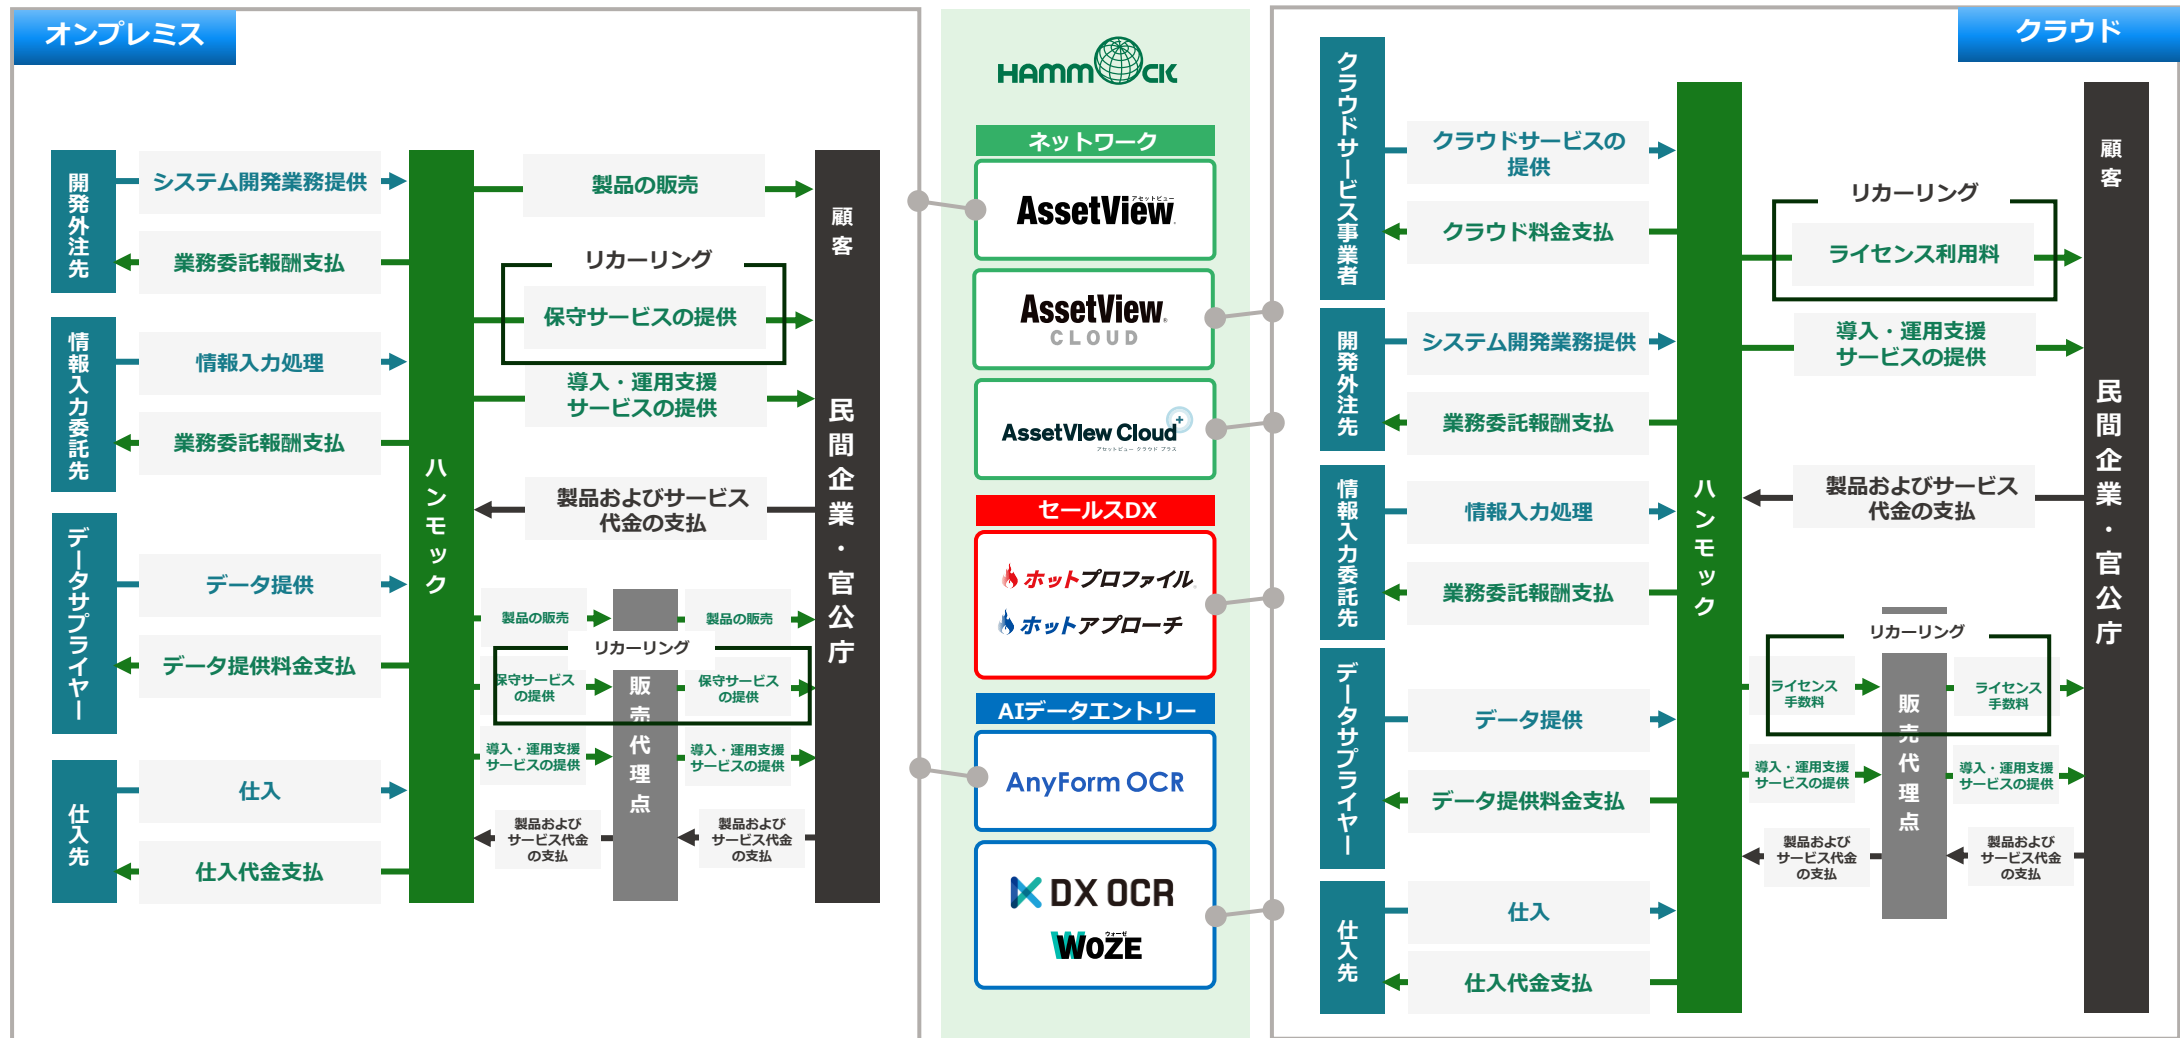 オンプレミス
開発外注先
システム開発業務提供
業務委託報酬支払
情報入力委託先
情報入力処理
業務委託報酬支払
データサプライヤー
データ提供
データ提供料金支払
仕入先
仕入
仕入代金支払
ハンモック
製品の販売
リカーリング
保守サービスの提供
導入・運用支援
サービスの提供
製品およびサービス
代金の支払
製品の販売
製品の販売
リカーリング
保守サービス
の提供
保守サービス
の提供
導入・運用支援
サービスの提供
導入・運用支援
サービスの提供
製品および
サービス代金
の支払
製品および
サービス代金
の支払
販売代理点
顧客
民間企業・官公庁
HAMMOCK
ネットワーク
アセットビュー
AssetView
AssetView
CLOUD
AssetView Cloud +
アセットビュー クラウド プラス
セールスDX
ホットプロファイル
ホットアプローチ
AIデータエントリー
AnyForm OCR
DX OCR
ウォーゼ
WOZE
クラウド
クラウドサービス事業者
クラウドサービスの
提供
クラウド料金支払
開発外注先
システム開発業務提供
業務委託報酬支払
情報入力委託先
情報入力処理
業務委託報酬支払
データサプライヤー
データ提供
データ提供料金支払
仕入先
仕入
仕入代金支払
ハンモック
リカーリング
ライセンス利用料
導入・運用支援
サービスの提供
製品およびサービス
代金の支払
リカーリング
ライセンス
手数料
ライセンス
手数料
導入・運用支援
サービスの提供
導入・運用支援
サービスの提供
製品および
サービス代金
の支払
製品および
サービス代金
の支払
販売代理点
顧客
民間企業・官公庁